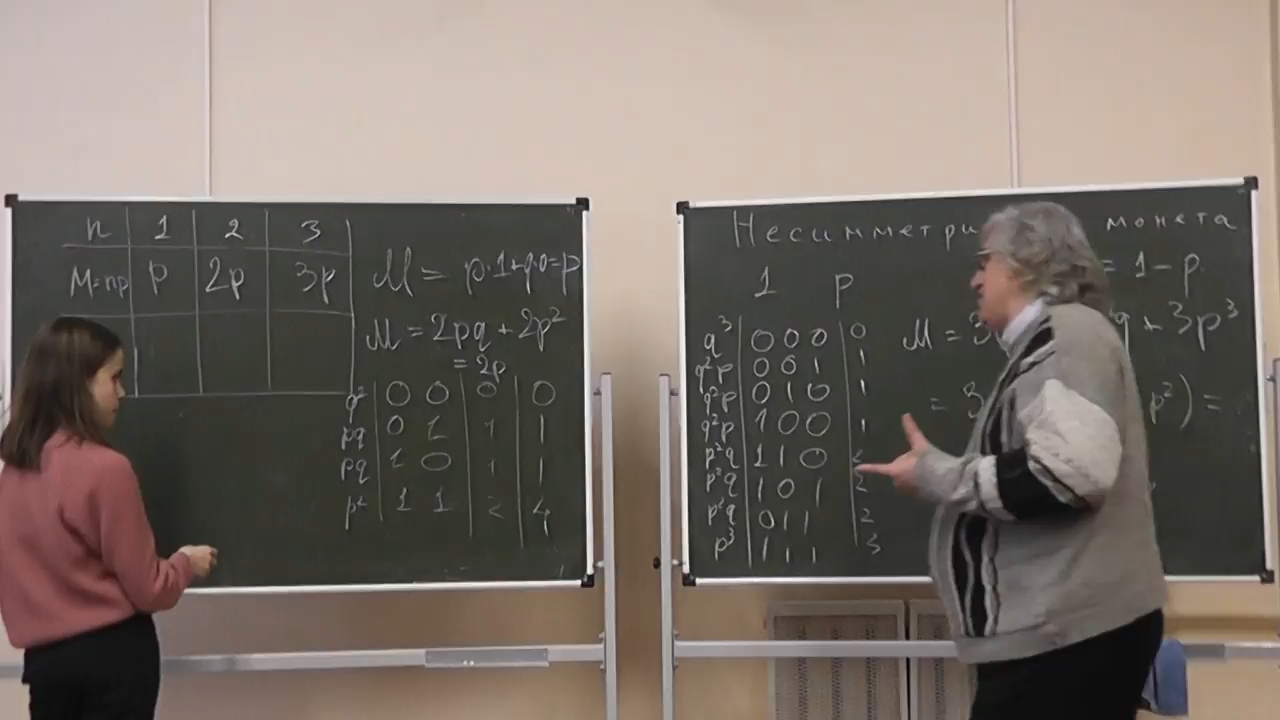 n 1 2 3
M=np p 2p 3p
M = p·1+q·0=p
M = 2pq + 2p²
= 2p
q² 0 0 0 0
pq 0 1 1 1
pq 1 0 1 1
p² 1 1 2 4
Несимметри монета
1 p = 1 - p
q³ 0 0 0 0
q²p 0 0 1 1
q²p 0 1 0 1
q²p 1 0 0 1
p²q 1 1 0 2
p²q 1 0 1 2
p²q 0 1 1 2
p³ 1 1 1 3
M = 3 q + 3p³
= 3 p²) =